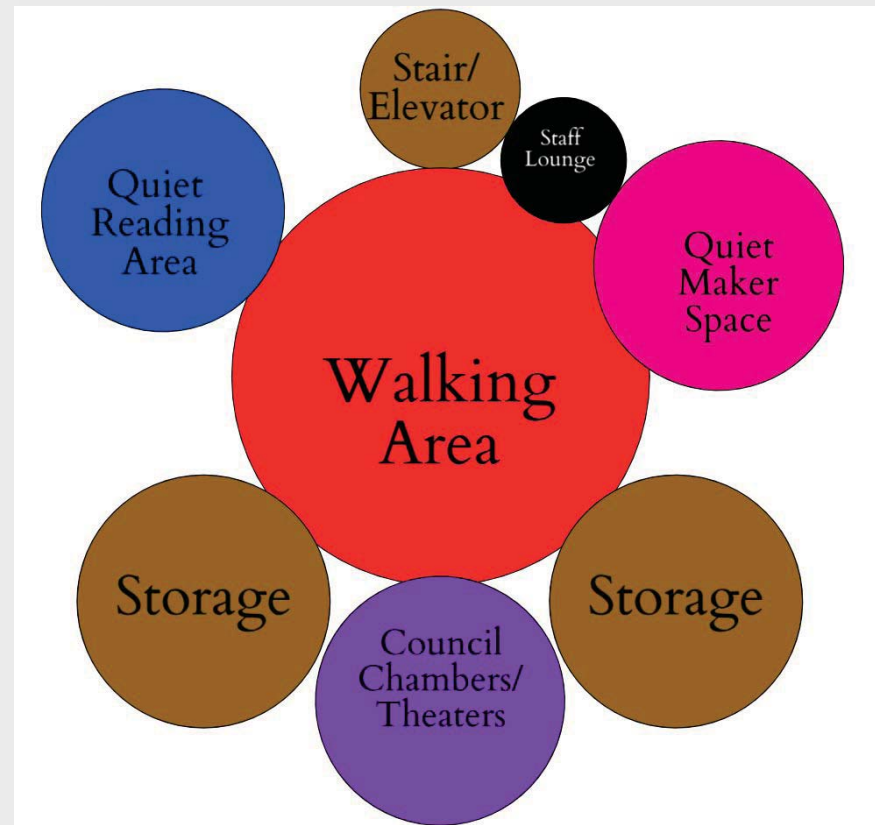 Stair/
Elevator
Staff
Lounge
Quiet
Reading
Area
Quiet
Maker
Space
Walking
Area
Storage
Storage
Council
Chambers/
Theaters